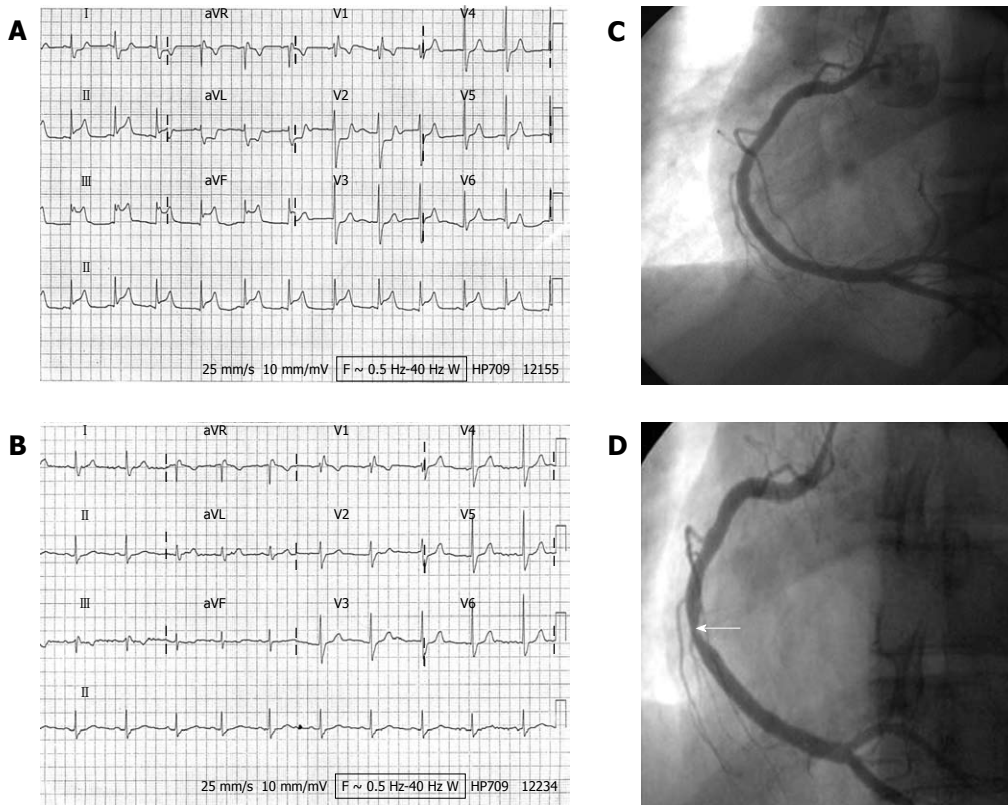 A
I aVR V1 V4
II aVL V2 V5
III aVF V3 V6
II
25 mm/s 10 mm/mV F ~ 0.5 Hz-40 Hz W HP709 12155
B
I aVR V1 V4
II aVL V2 V5
III aVF V3 V6
II
25 mm/s 10 mm/mV F ~ 0.5 Hz-40 Hz W HP709 12234
C
D